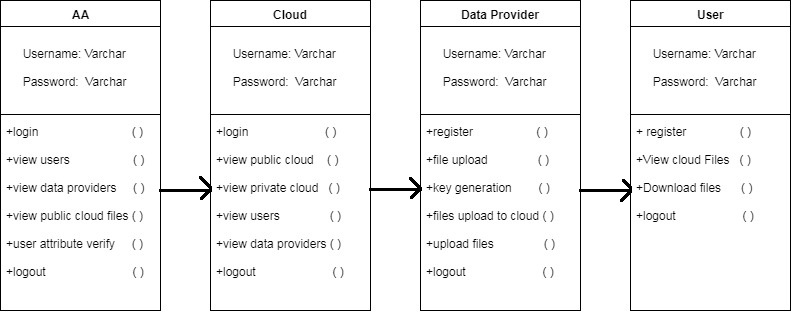 AA
Username: Varchar
Password: Varchar
+login ( )
+view users ( )
+view data providers ( )
+view public cloud files ( )
+user attribute verify ( )
+logout ( )
Cloud
Username: Varchar
Password: Varchar
+login ( )
+view public cloud ( )
+view private cloud ( )
+view users ( )
+view data providers ( )
+logout ( )
Data Provider
Username: Varchar
Password: Varchar
+register ( )
+file upload ( )
+key generation ( )
+files upload to cloud ( )
+upload files ( )
+logout ( )
User
Username: Varchar
Password: Varchar
+ register ( )
+View cloud Files ( )
+Download files ( )
+logout ( )